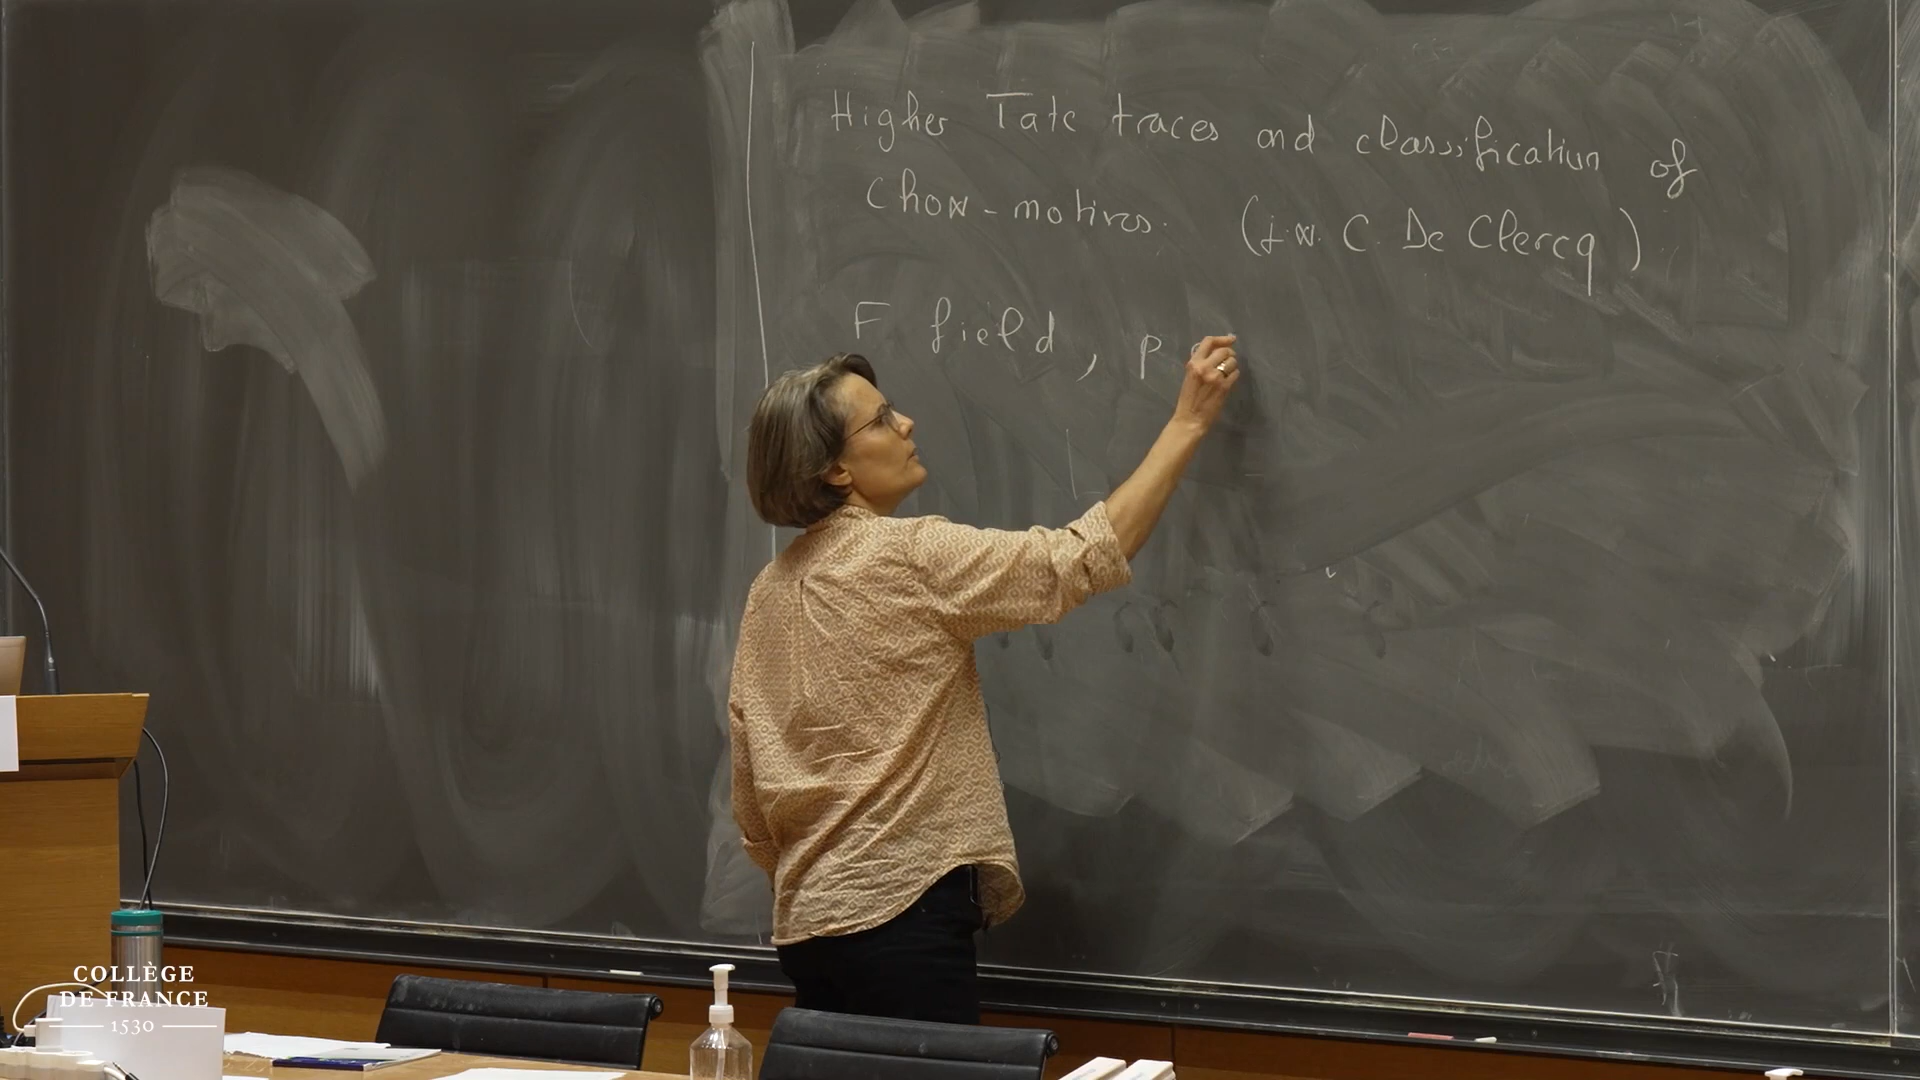 Higher Tate traces and classification of
Chow-motives. (j.w. C. De Clercq)
F field, p
COLLÈGE
DE FRANCE
1530